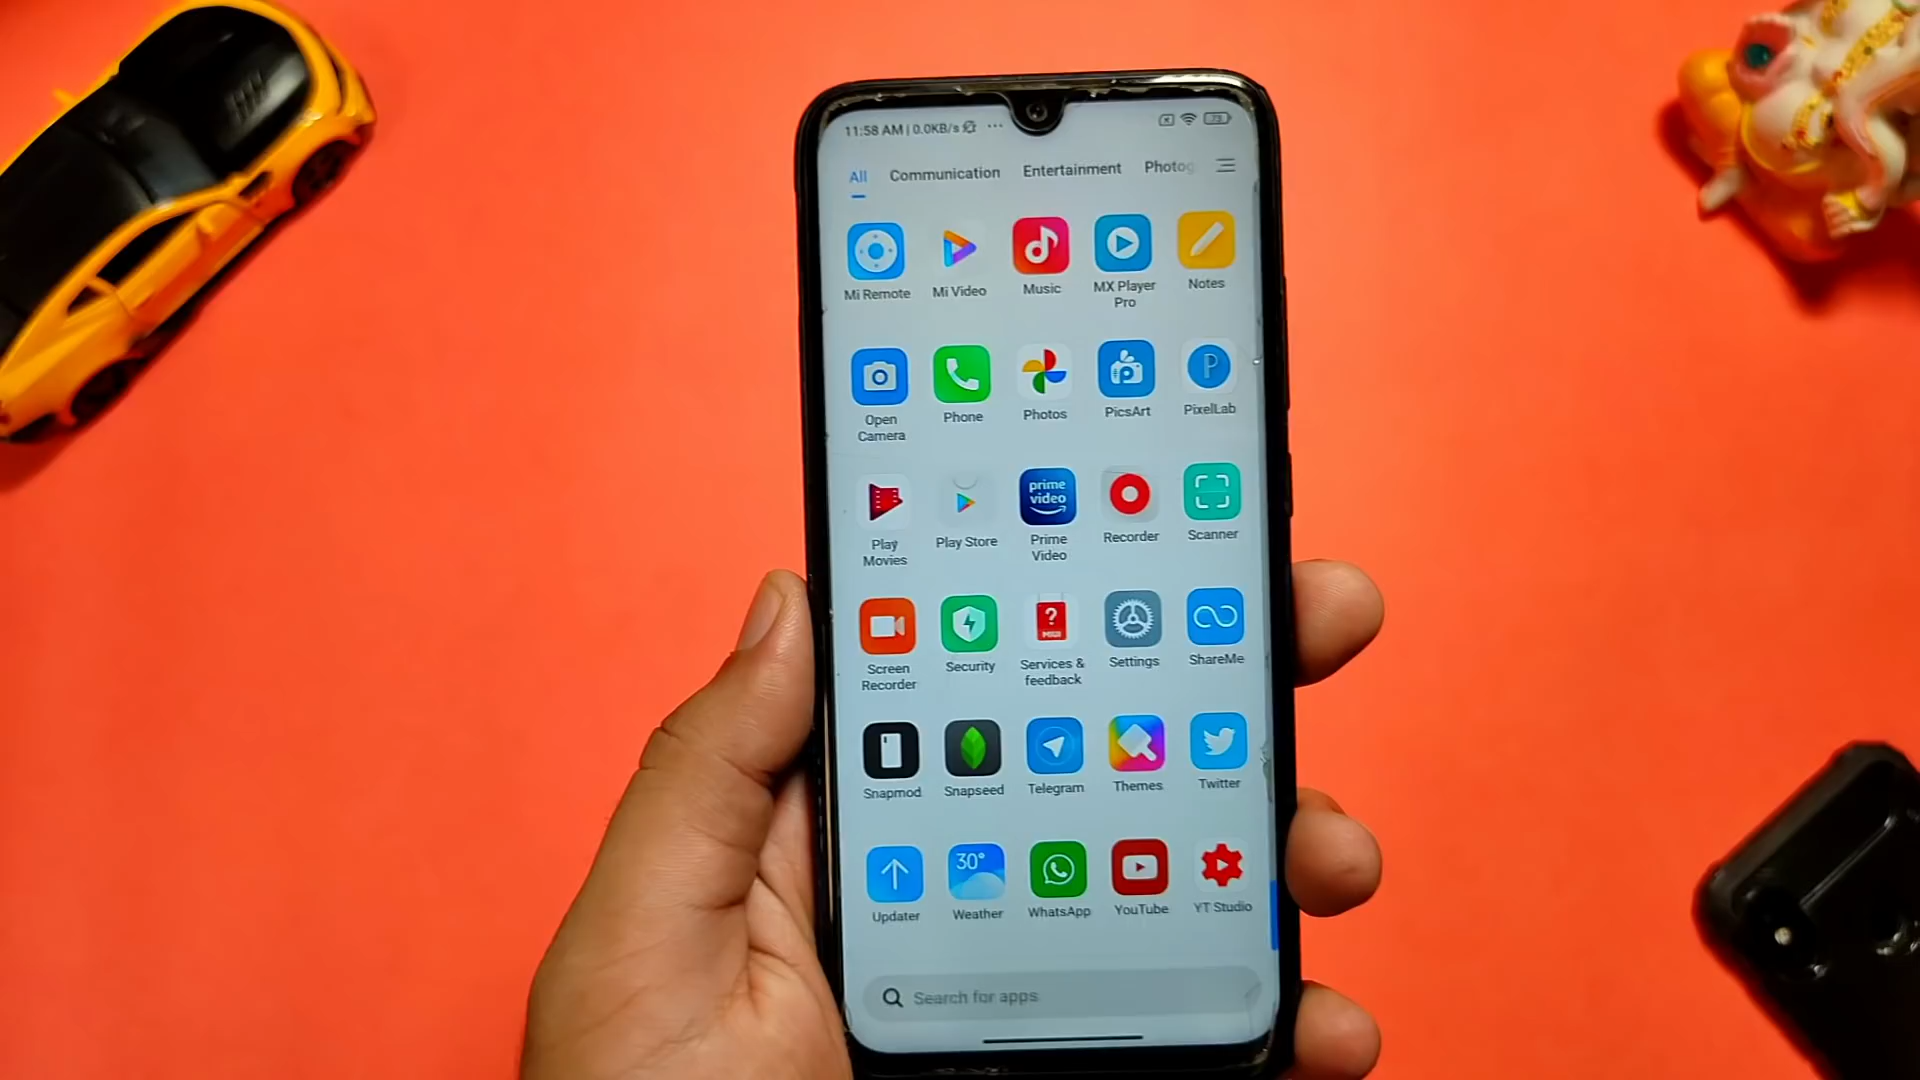 11:58 AM | 0.0KB/s ...
73
All Communication Entertainment Photog
Mi Remote Mi Video Music MX Player Pro Notes
Open Camera Phone Photos PicsArt PixelLab
P
prime video
Play Movies Play Store Prime Video Recorder Scanner
?
MIUI
Screen Recorder Security Services & feedback Settings ShareMe
Snapmod Snapseed Telegram Themes Twitter
30°
Updater Weather WhatsApp YouTube YT Studio
Search for apps